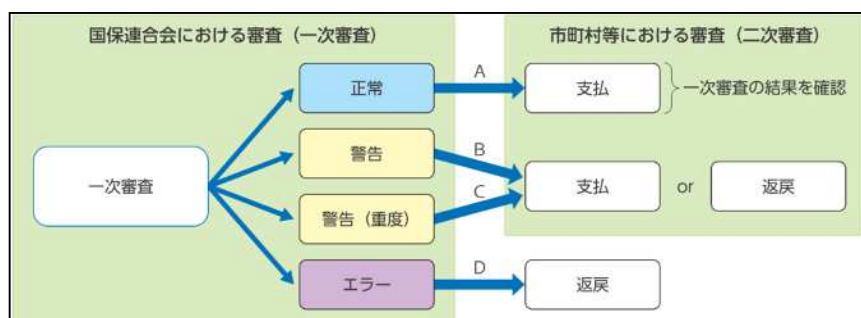 国保連合会における審査（一次審査）
市町村等における審査（二次審査）
正常
A
支払
一次審査の結果を確認
一次審査
警告
B
C
支払
or
返戻
警告（重度）
エラー
D
返戻